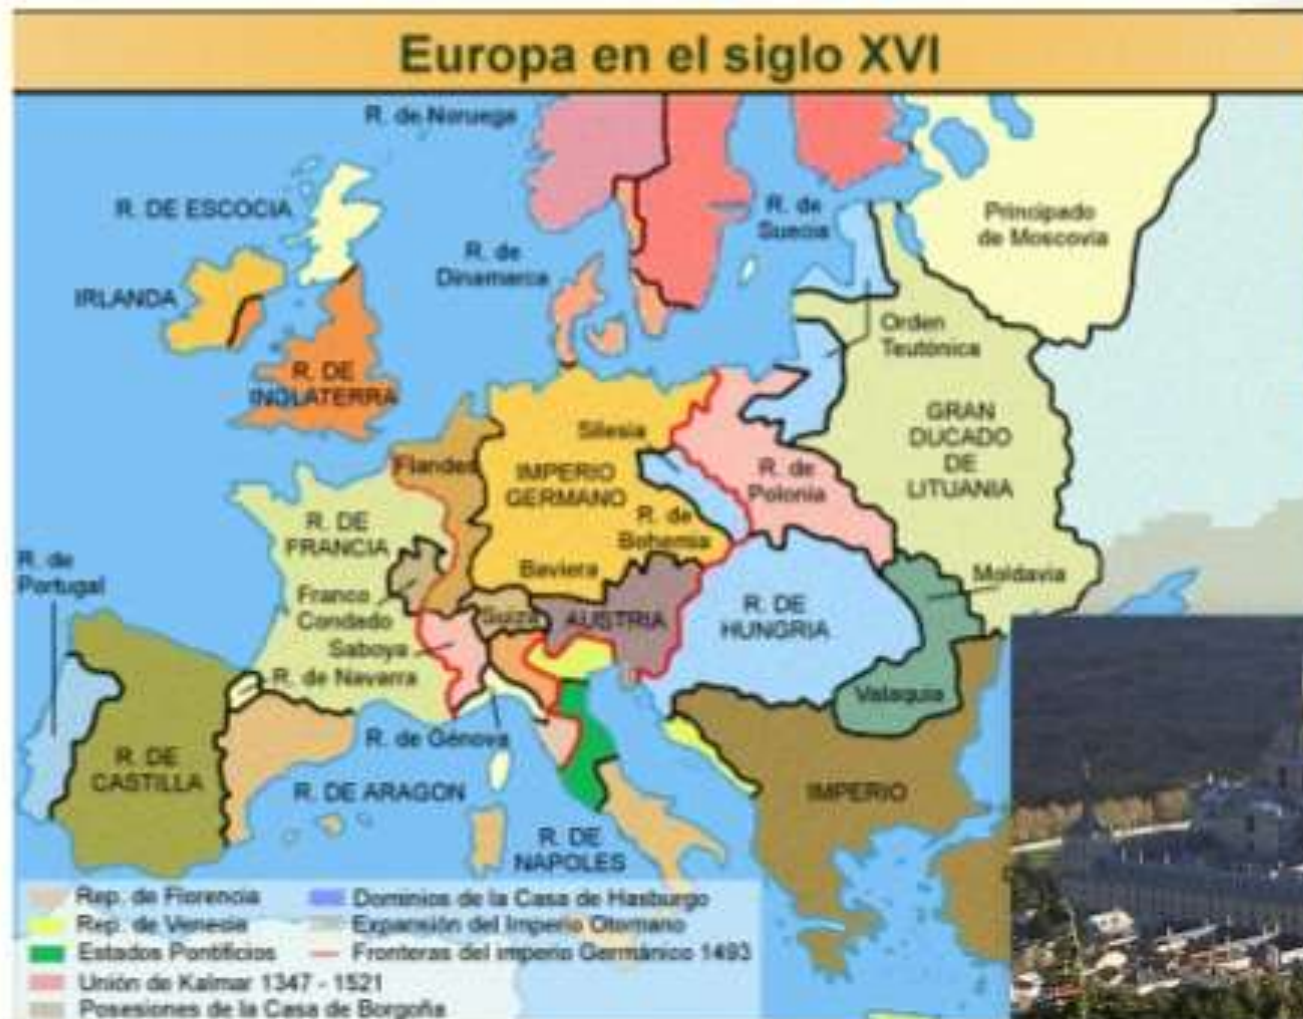 Europa en el siglo XVI
R. de Noruega
R. DE ESCOCIA
R. de
Suecia
Principado
de Moscovia
R. de
Dinamarca
IRLANDA
Orden
Teutónica
R. DE
INGLATERRA
GRAN
DUCADO
DE
LITUANIA
Silesia
Flandes
IMPERIO
GERMANO
R. de
Polonia
R. DE
FRANCIA
R. de
Bohemia
R. de
Portugal
Baviera
Moldavia
Franco
Condado
Suiza
AUSTRIA
R. DE
HUNGRIA
Saboya
R. de Navarra
Valaquia
R. de Génova
R. DE
CASTILLA
R. DE ARAGON
IMPERIO
R. DE
NAPOLES
Rep. de Florencia
Rep. de Venecia
Estados Pontificios
Unión de Kalmar 1347 - 1521
Posesiones de la Casa de Borgoña
Dominios de la Casa de Hasburgo
Expansión del Imperio Otomano
Fronteras del imperio Germánico 1493